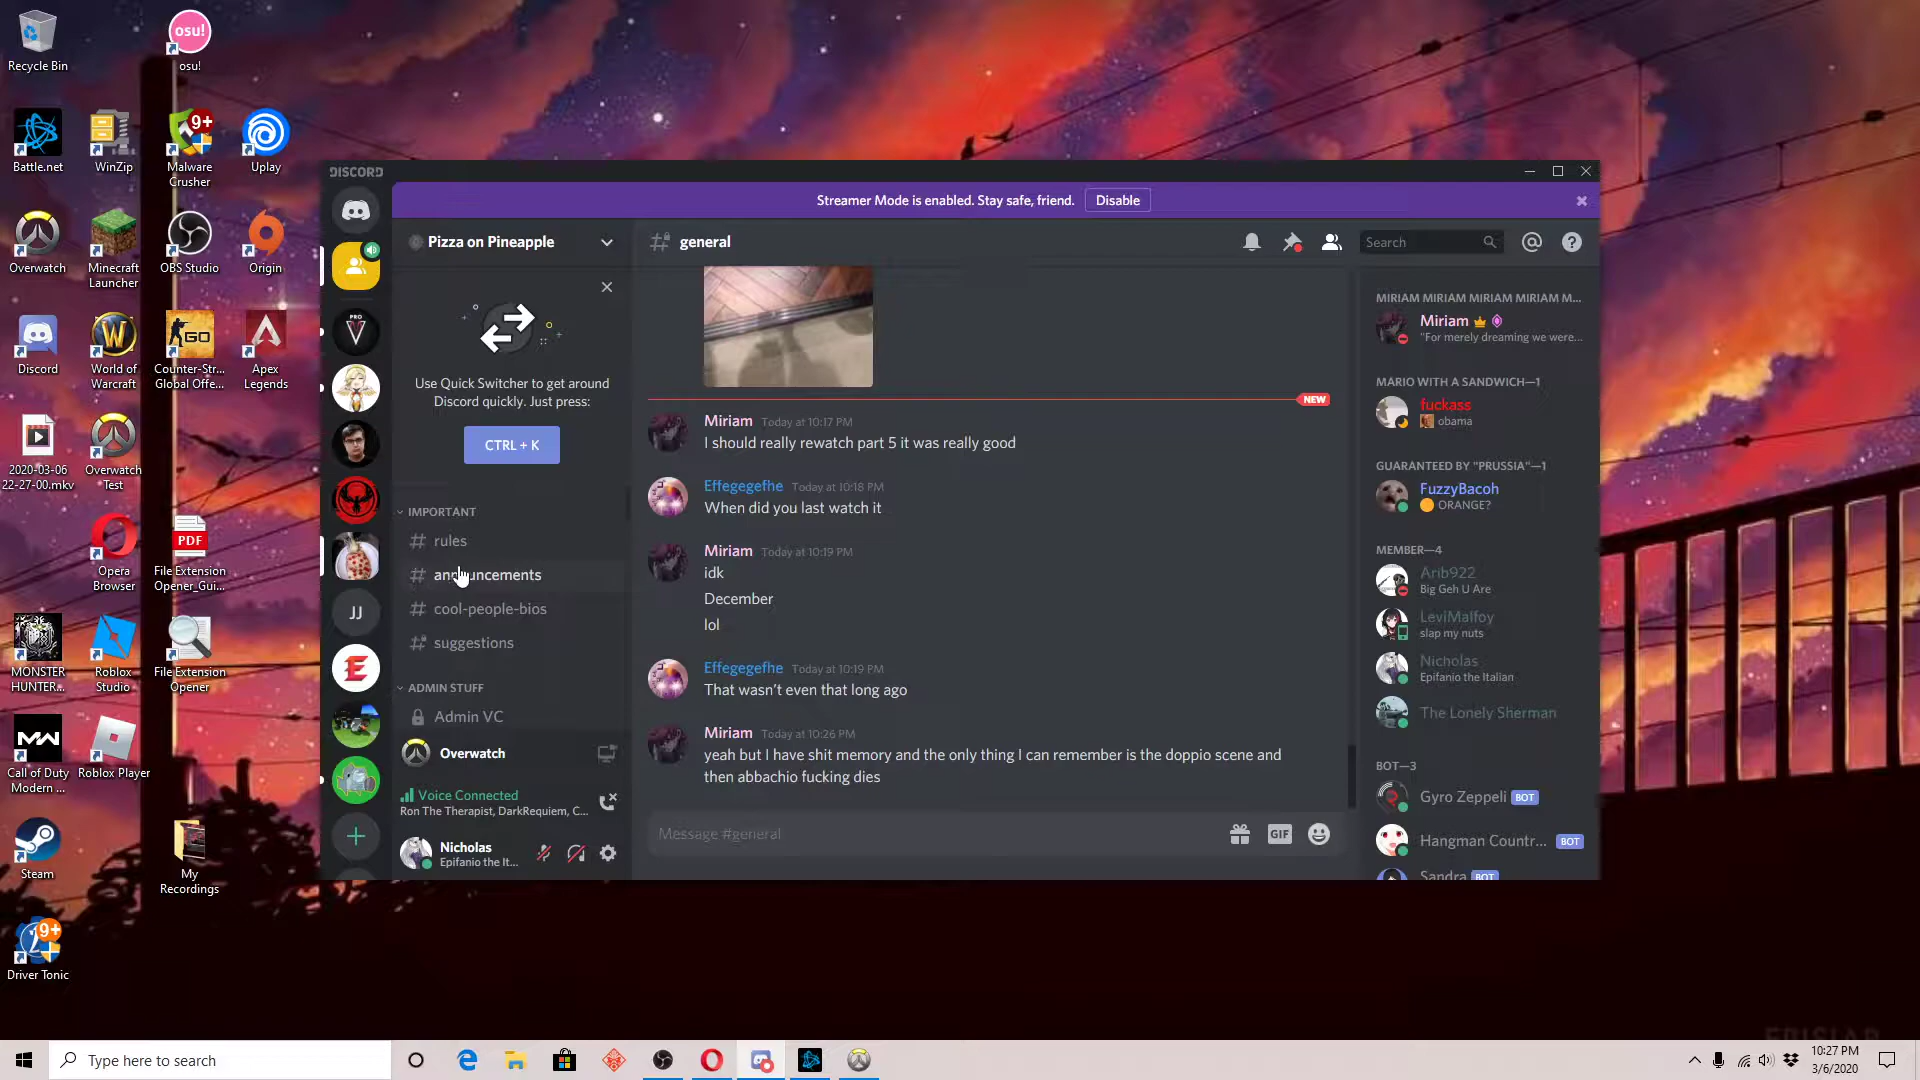 Recycle Bin
osu!
osu!
Battle.net
WinZip
9+
Malware
Crusher
Uplay
Overwatch
Minecraft
Launcher
OBS Studio
Origin
Discord
World of
Warcraft
GO
Counter-Str...
Global Offe...
Apex
Legends
2020-03-06
22-27-00.mkv
Overwatch
Test
Opera
Browser
PDF
File Extension
Opener_Gui...
MONSTER
HUNTER...
Roblox
Studio
File Extension
Opener
MW
Call of Duty
Modern ...
Roblox Player
Steam
My
Recordings
9+
Driver Tonic
DISCORD
Streamer Mode is enabled. Stay safe, friend.
Disable
PRO
JJ
Pizza on Pineapple
Use Quick Switcher to get around
Discord quickly. Just press:
CTRL + K
IMPORTANT
rules
announcements
cool-people-bios
suggestions
ADMIN STUFF
Admin VC
Overwatch
Voice Connected
Ron The Therapist, DarkRequiem, C...
Nicholas
Epifanio the It...
# general
Search
NEW
Miriam Today at 10:17 PM
I should really rewatch part 5 it was really good
Effegegefhe Today at 10:18 PM
When did you last watch it
Miriam Today at 10:19 PM
idk
December
lol
Effegegefhe Today at 10:19 PM
That wasn't even that long ago
Miriam Today at 10:26 PM
yeah but I have shit memory and the only thing I can remember is the doppio scene and
then abbachio fucking dies
Message #general
GIF
MIRIAM MIRIAM MIRIAM MIRIAM M...
Miriam
"For merely dreaming we were...
MARIO WITH A SANDWICH—1
fuckass
obama
GUARANTEED BY "PRUSSIA"—1
FuzzyBacoh
ORANGE?
MEMBER—4
Arib922
Big Geh U Are
LeviMalfoy
slap my nuts
Nicholas
Epifanio the Italian
The Lonely Sherman
BOT—3
Gyro Zeppeli BOT
Hangman Countr... BOT
Sandra BOT
Type here to search
10:27 PM
3/6/2020